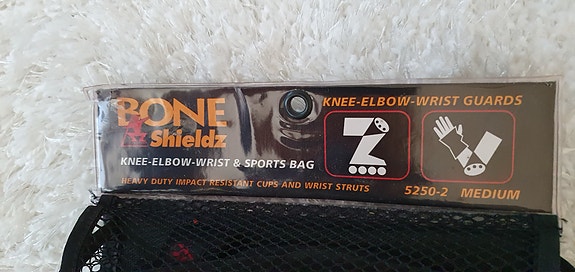 BONE
Shieldz
KNEE-ELBOW-WRIST & SPORTS BAG
HEAVY DUTY IMPACT RESISTANT CUPS AND WRIST STRUTS
KNEE-ELBOW-WRIST GUARDS
5250-2 MEDIUM